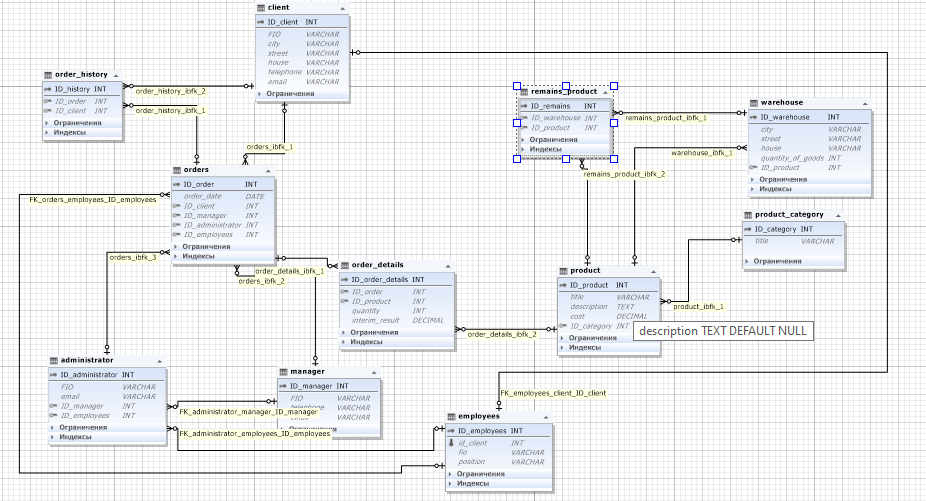 client
ID_client INT
FIO VARCHAR
city VARCHAR
street VARCHAR
house VARCHAR
telephone VARCHAR
email VARCHAR
Ограничения
order_history
ID_history INT
ID_order INT
ID_client INT
Ограничения
Индексы
order_history_ibfk_2
order_history_ibfk_1
remains_product
ID_remains INT
ID_warehouse INT
ID_product INT
Ограничения
Индексы
remains_product_ibfk_1
warehouse
ID_warehouse INT
city VARCHAR
street VARCHAR
house VARCHAR
quantity_of_goods INT
ID_product INT
Ограничения
Индексы
orders_ibfk_1
warehouse_ibfk_1
remains_product_ibfk_2
orders
ID_order INT
order_date DATE
ID_client INT
ID_manager INT
ID_administrator INT
ID_employees INT
Ограничения
Индексы
FK_orders_employees_ID_employees
product_category
ID_category INT
title VARCHAR
Ограничения
orders_ibfk_3
order_details_ibfk_1
orders_ibfk_2
order_details
ID_order_details INT
ID_order INT
ID_product INT
quantity INT
interim_result DECIMAL
Ограничения
Индексы
product
ID_product INT
title VARCHAR
description TEXT
cost DECIMAL
ID_category INT
Ограничения
Индексы
product_ibfk_1
description TEXT DEFAULT NULL
order_details_ibfk_2
administrator
ID_administrator INT
FIO VARCHAR
email VARCHAR
ID_manager INT
ID_employees INT
Ограничения
Индексы
manager
ID_manager INT
FIO VARCHAR
VARCHAR
VARCHAR
Ограничения
Индексы
FK_administrator_manager_ID_manager
FK_administrator_employees_ID_employees
FK_employees_client_ID_client
employees
ID_employees INT
id_client INT
fio VARCHAR
position VARCHAR
Ограничения
Индексы